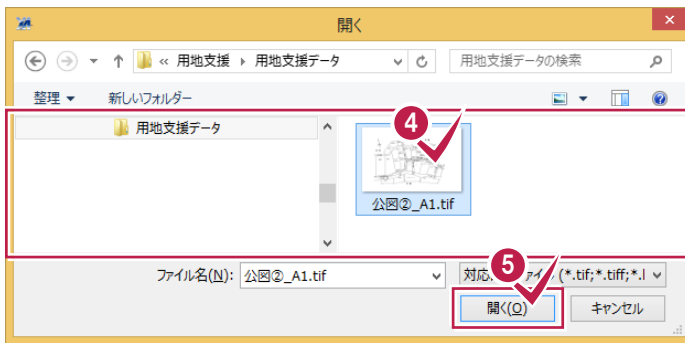 開く
« 用地支援 ▸ 用地支援データ
用地支援データの検索
整理 ▼ 新しいフォルダー
用地支援データ
4
公図②_A1.tif
ファイル名(N): 公図②_A1.tif
対応 (*.tif;*.tiff;*.l
5
開く(O) キャンセル